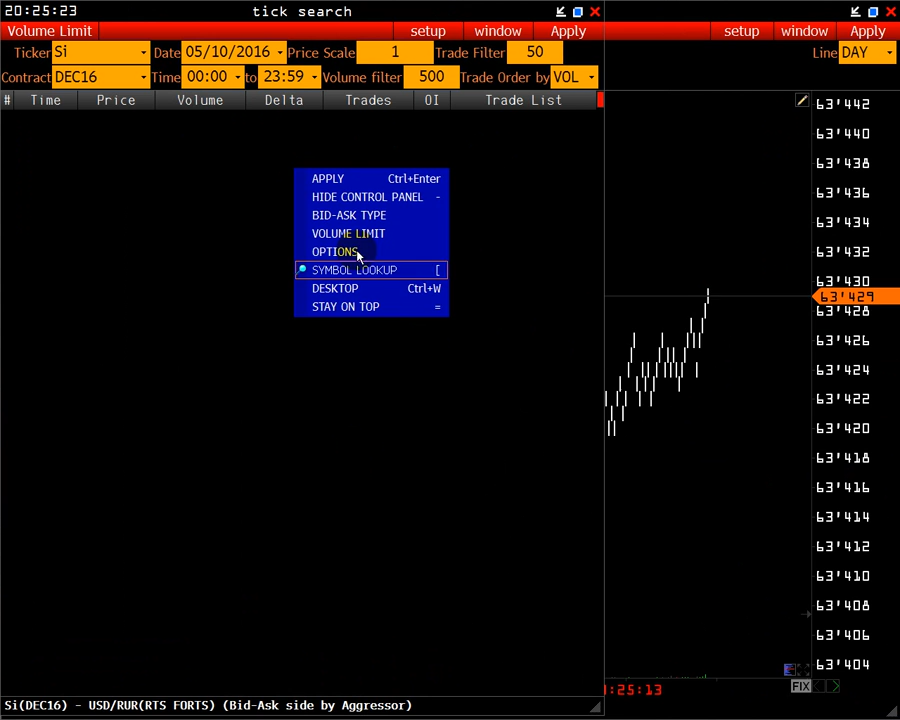 20:25:23 tick search
Volume Limit setup window Apply setup window Apply
Ticker Si Date 05/10/2016 Price Scale 1 Trade Filter 50 Line DAY
Contract DEC16 Time 00:00 to 23:59 Volume filter 500 Trade Order by VOL
# Time Price Volume Delta Trades OI Trade List
APPLY Ctrl+Enter
HIDE CONTROL PANEL -
BID-ASK TYPE
VOLUME LIMIT
OPTIONS
SYMBOL LOOKUP [
DESKTOP Ctrl+W
STAY ON TOP =
63'442
63'440
63'438
63'436
63'434
63'432
63'430
63'429
63'428
63'426
63'424
63'422
63'420
63'418
63'416
63'414
63'412
63'410
63'408
63'406
63'404
:25:13 FIX
Si(DEC16) - USD/RUR(RTS FORTS) (Bid-Ask side by Aggressor)